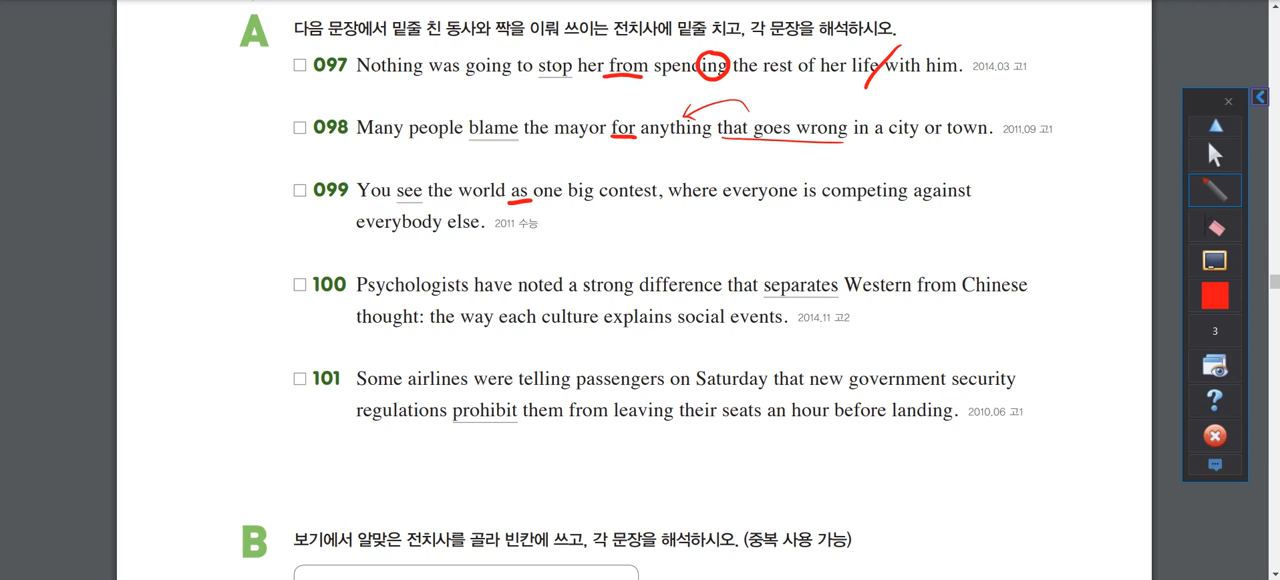 A 다음 문장에서 밑줄 친 동사와 짝을 이뤄 쓰이는 전치사에 밑줄 치고, 각 문장을 해석하시오.
□ 097 Nothing was going to stop her from spending the rest of her life with him. 2014.03 고1
□ 098 Many people blame the mayor for anything that goes wrong in a city or town. 2011.09 고1
□ 099 You see the world as one big contest, where everyone is competing against
everybody else. 2011 수능
□ 100 Psychologists have noted a strong difference that separates Western from Chinese
thought: the way each culture explains social events. 2014.11 고2
□ 101 Some airlines were telling passengers on Saturday that new government security
regulations prohibit them from leaving their seats an hour before landing. 2010.06 고1
B 보기에서 알맞은 전치사를 골라 빈칸에 쓰고, 각 문장을 해석하시오. (중복 사용 가능)
3